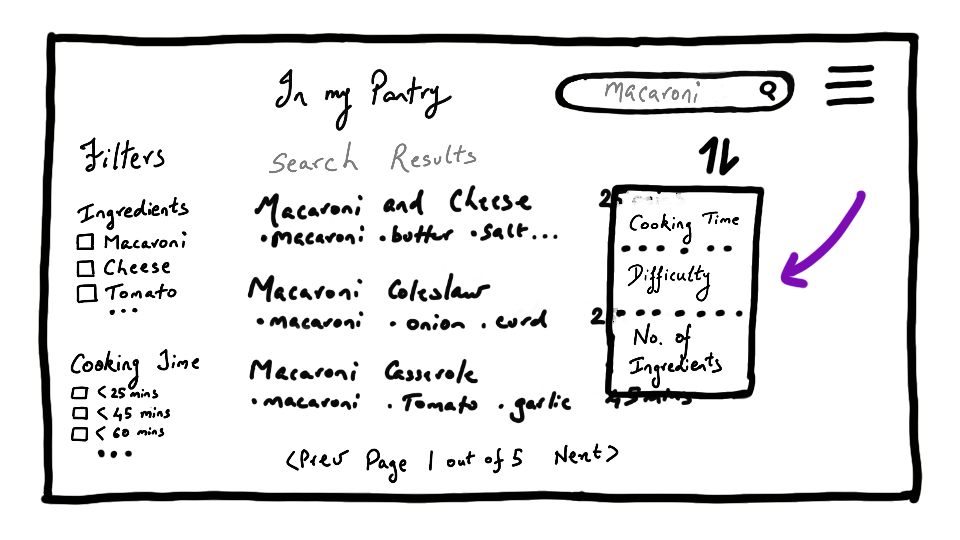 In my Pantry
Macaroni
Filters
Search Results
Ingredients
Macaroni
Cheese
Tomato
...
Cooking Time
< 25 mins
< 45 mins
< 60 mins
...
Macaroni and Cheese
•macaroni •butter •salt...
Macaroni Coleslaw
•macaroni •onion •curd
Macaroni Casserole
•macaroni •Tomato •garlic
45 mins
Cooking Time
Difficulty
No. of
Ingredients
<Prev Page 1 out of 5 Next>